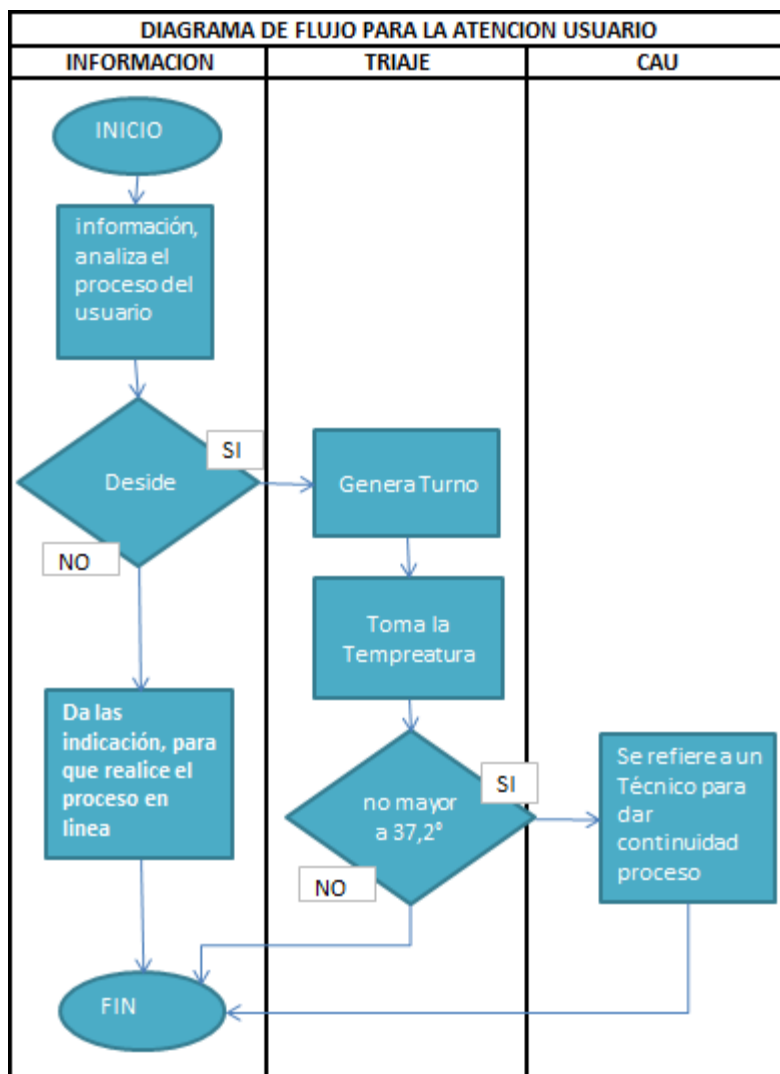 DIAGRAMA DE FLUJO PARA LA ATENCION USUARIO
INFORMACION
TRIAJE
CAU
INICIO
información,
analiza el
proceso del
usuario
Deside
SI
NO
Genera Turno
Toma la
Tempreatura
Da las
indicación, para
que realice el
proceso en
linea
no mayor
a 37,2°
SI
NO
Se refiere a un
Técnico para
dar
continuidad
proceso
FIN